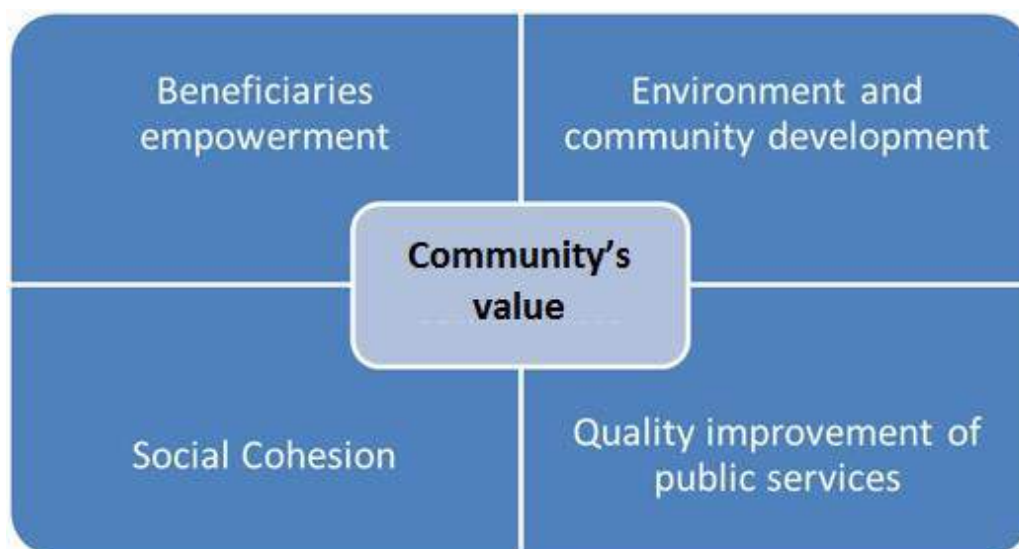 Beneficiaries
empowerment
Environment and
community development
Community’s
value
Social Cohesion
Quality improvement of
public services